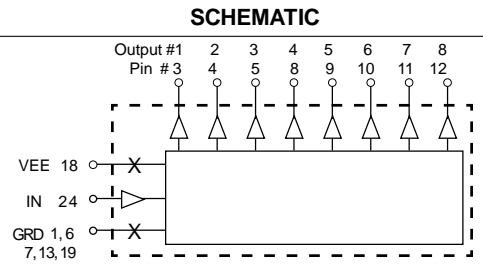 SCHEMATIC
Output #1 2 3 4 5 6 7 8
Pin # 3 4 5 8 9 10 11 12
VEE 18 X
IN 24
GRD 1,6 X
7,13,19